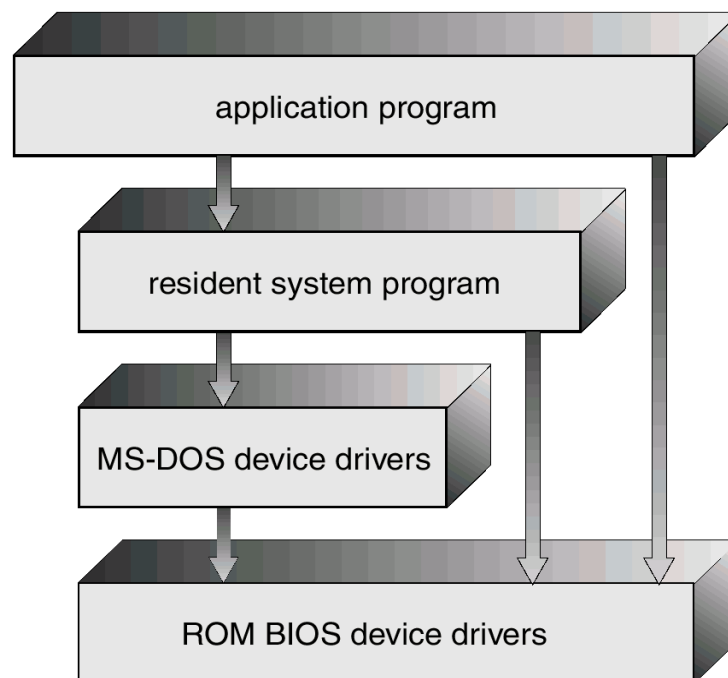 application program
resident system program
MS-DOS device drivers
ROM BIOS device drivers